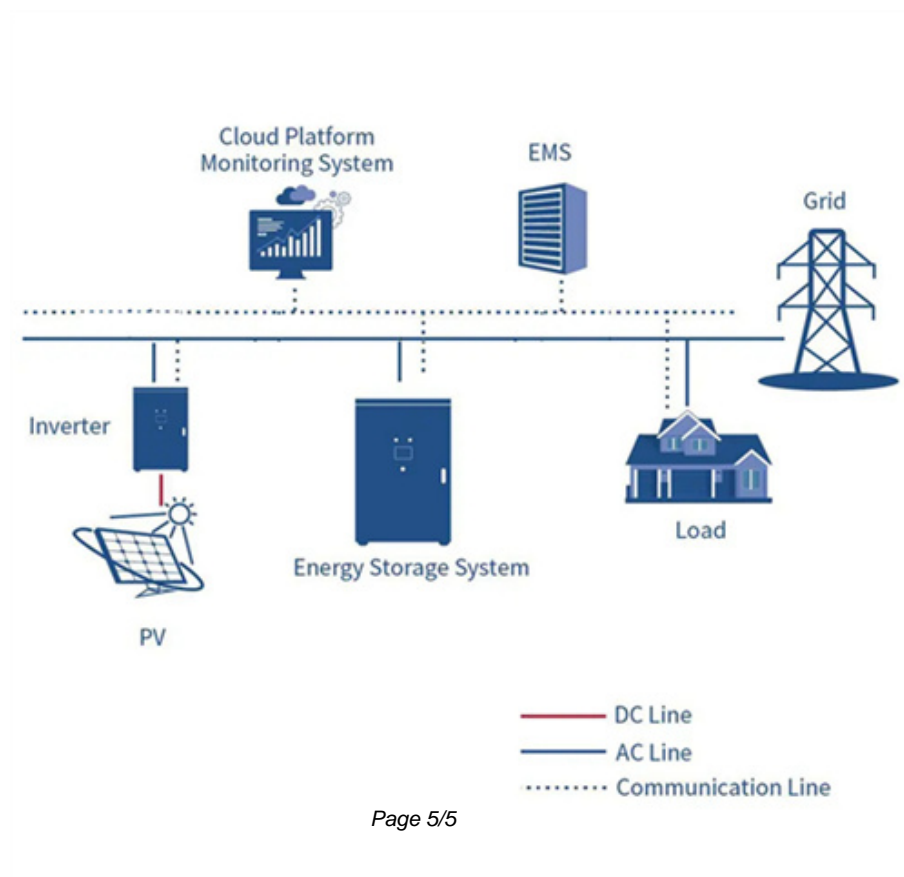 Cloud Platform
Monitoring System
EMS
Grid
Inverter
Load
Energy Storage System
PV
DC Line
AC Line
Communication Line
Page 5/5